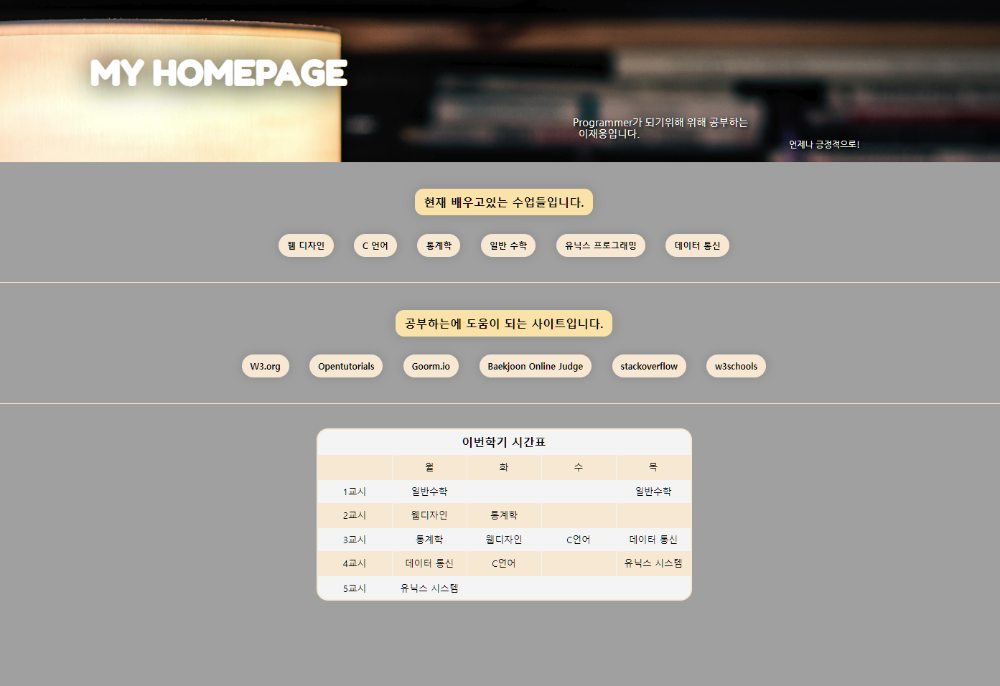 MY HOMEPAGE
Programmer가 되기위해 위해 공부하는
이재웅입니다.
언제나 긍정적으로!
현재 배우고있는 수업들입니다.
웹 디자인 C 언어 통계학 일반 수학 유닉스 프로그래밍 데이터 통신
공부하는에 도움이 되는 사이트입니다.
W3.org Opentutorials Goorm.io Baekjoon Online Judge stackoverflow w3schools
이번학기 시간표
월 화 수 목
1교시 일반수학 일반수학
2교시 웹디자인 통계학
3교시 통계학 웹디자인 C언어 데이터 통신
4교시 데이터 통신 C언어 유닉스 시스템
5교시 유닉스 시스템